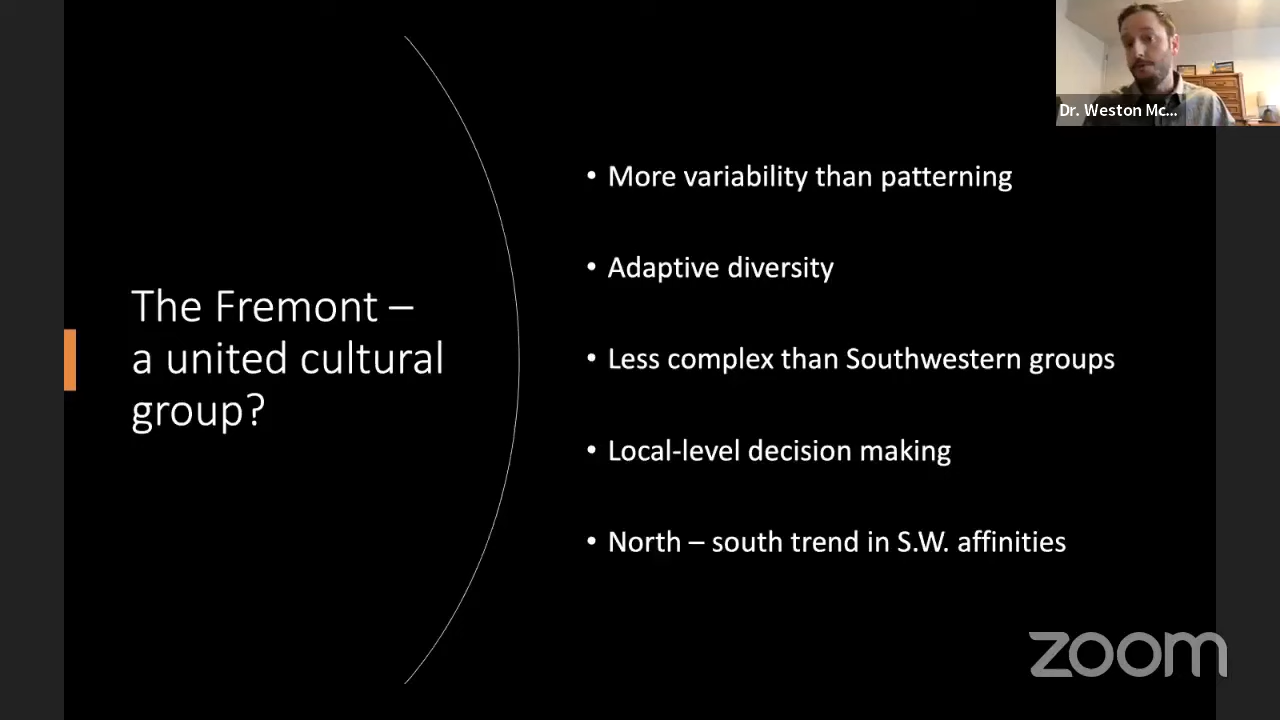 Dr. Weston Mc...
The Fremont –
a united cultural
group?
• More variability than patterning
• Adaptive diversity
• Less complex than Southwestern groups
• Local-level decision making
• North – south trend in S.W. affinities
zoom